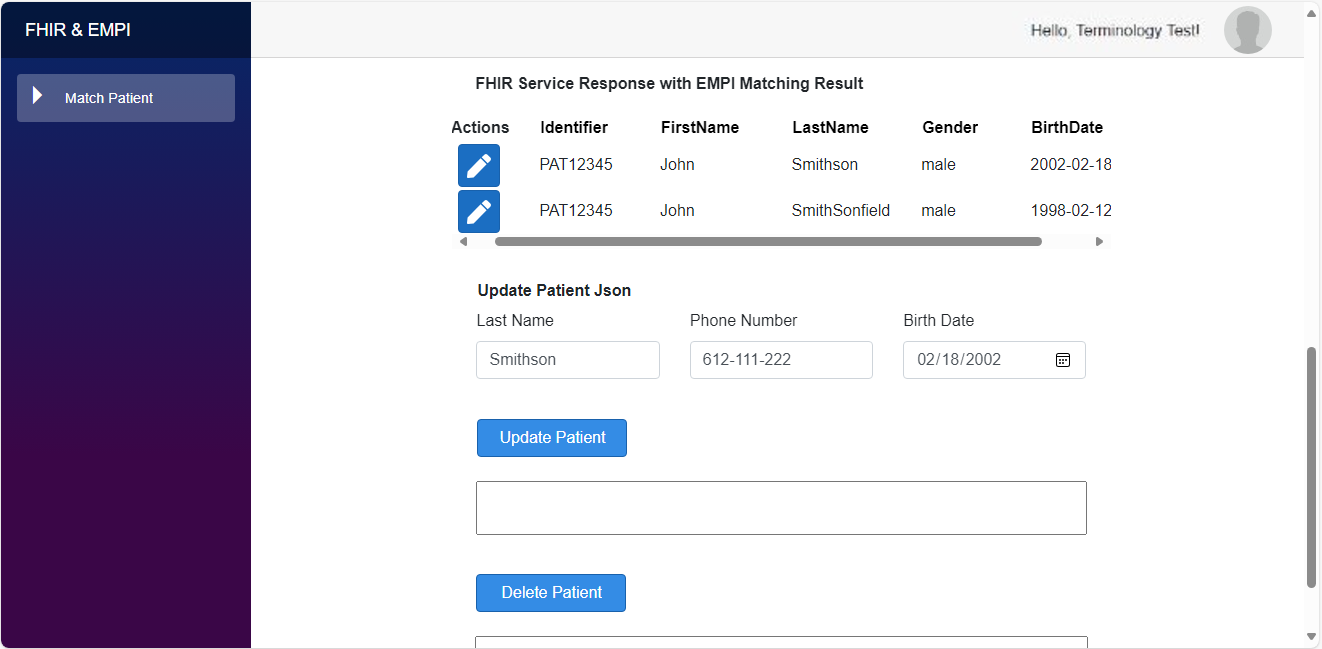 FHIR & EMPI
Hello, Terminology Test!
Match Patient
FHIR Service Response with EMPI Matching Result
Actions Identifier FirstName LastName Gender BirthDate
PAT12345 John Smithson male 2002-02-18
PAT12345 John SmithSonfield male 1998-02-12
Update Patient Json
Last Name Phone Number Birth Date
Smithson 612-111-222 02/18/2002
Update Patient
Delete Patient